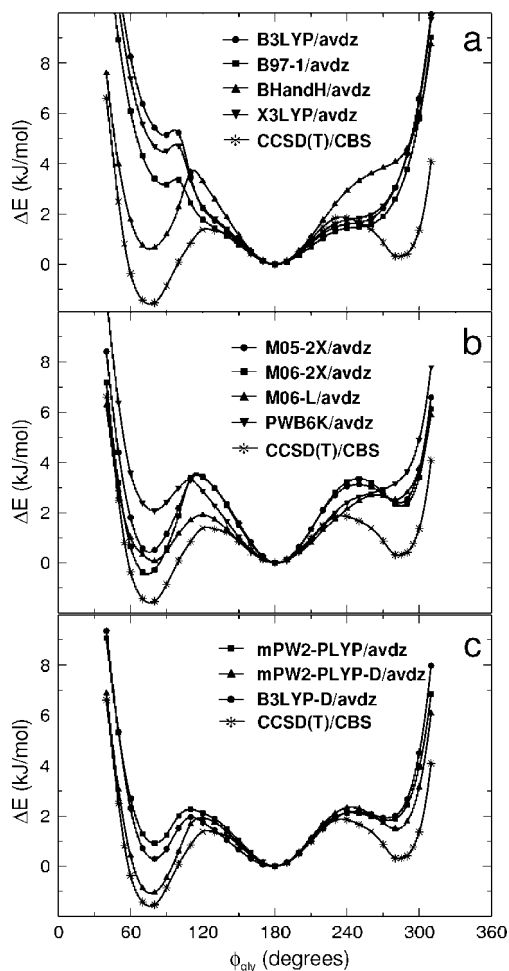 a
B3LYP/avdz
B97-1/avdz
BHandH/avdz
X3LYP/avdz
CCSD(T)/CBS
ΔE (kJ/mol)
8
6
4
2
0
b
M05-2X/avdz
M06-2X/avdz
M06-L/avdz
PWB6K/avdz
CCSD(T)/CBS
ΔE (kJ/mol)
8
6
4
2
0
c
mPW2-PLYP/avdz
mPW2-PLYP-D/avdz
B3LYP-D/avdz
CCSD(T)/CBS
ΔE (kJ/mol)
8
6
4
2
0
0 60 120 180 240 300 360
ϕgly (degrees)